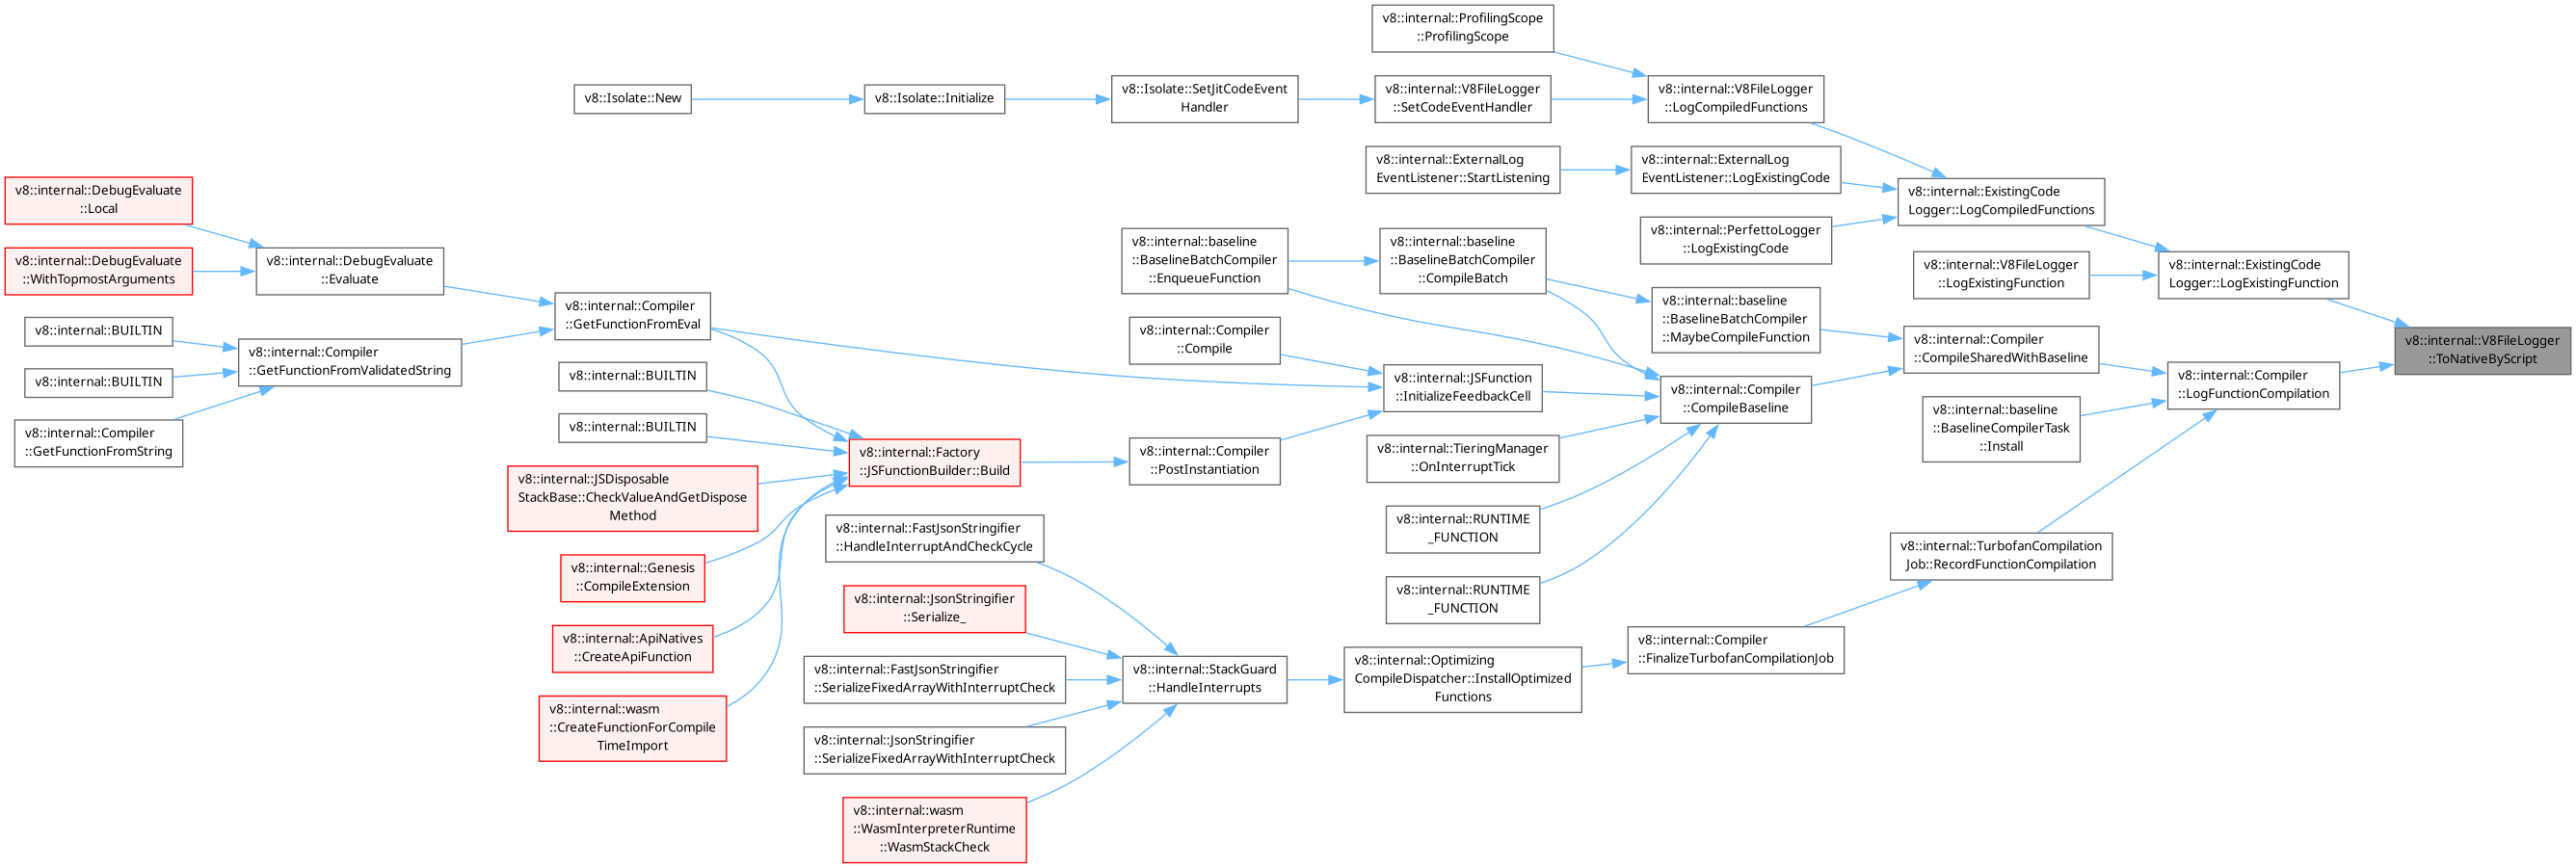 v8::internal::ProfilingScope
::ProfilingScope
v8::Isolate::New
v8::Isolate::Initialize
v8::Isolate::SetJitCodeEvent
Handler
v8::internal::V8FileLogger
::SetCodeEventHandler
v8::internal::V8FileLogger
::LogCompiledFunctions
v8::internal::ExternalLog
EventListener::StartListening
v8::internal::ExternalLog
EventListener::LogExistingCode
v8::internal::ExistingCode
Logger::LogCompiledFunctions
v8::internal::PerfettoLogger
::LogExistingCode
v8::internal::DebugEvaluate
::Local
v8::internal::DebugEvaluate
::WithTopmostArguments
v8::internal::DebugEvaluate
::Evaluate
v8::internal::baseline
::BaselineBatchCompiler
::EnqueueFunction
v8::internal::baseline
::BaselineBatchCompiler
::CompileBatch
v8::internal::V8FileLogger
::LogExistingFunction
v8::internal::ExistingCode
Logger::LogExistingFunction
v8::internal::Compiler
::GetFunctionFromEval
v8::internal::baseline
::BaselineBatchCompiler
::MaybeCompileFunction
v8::internal::BUILTIN
v8::internal::BUILTIN
v8::internal::Compiler
::GetFunctionFromString
v8::internal::Compiler
::GetFunctionFromValidatedString
v8::internal::Compiler
::Compile
v8::internal::Compiler
::CompileSharedWithBaseline
v8::internal::V8FileLogger
::ToNativeByScript
v8::internal::BUILTIN
v8::internal::BUILTIN
v8::internal::JSFunction
::InitializeFeedbackCell
v8::internal::Compiler
::CompileBaseline
v8::internal::Compiler
::LogFunctionCompilation
v8::internal::baseline
::BaselineCompilerTask
::Install
v8::internal::Factory
::JSFunctionBuilder::Build
v8::internal::Compiler
::PostInstantiation
v8::internal::TieringManager
::OnInterruptTick
v8::internal::JSDisposable
StackBase::CheckValueAndGetDispose
Method
v8::internal::RUNTIME
_FUNCTION
v8::internal::RUNTIME
_FUNCTION
v8::internal::FastJsonStringifier
::HandleInterruptAndCheckCycle
v8::internal::TurbofanCompilation
Job::RecordFunctionCompilation
v8::internal::Genesis
::CompileExtension
v8::internal::JsonStringifier
::Serialize_
v8::internal::ApiNatives
::CreateApiFunction
v8::internal::FastJsonStringifier
::SerializeFixedArrayWithInterruptCheck
v8::internal::StackGuard
::HandleInterrupts
v8::internal::Optimizing
CompileDispatcher::InstallOptimized
Functions
v8::internal::Compiler
::FinalizeTurbofanCompilationJob
v8::internal::wasm
::CreateFunctionForCompile
TimeImport
v8::internal::JsonStringifier
::SerializeFixedArrayWithInterruptCheck
v8::internal::wasm
::WasmInterpreterRuntime
::WasmStackCheck